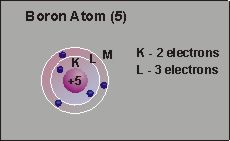 Boron Atom (5)
K L M
+5
K - 2 electrons
L - 3 electrons